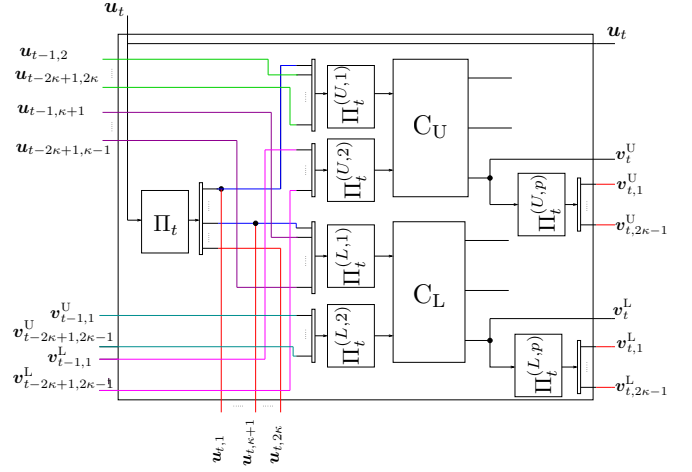 u_t
u_t
u_{t-1,2}
u_{t-2κ+1,2κ}
u_{t-1,κ+1}
u_{t-2κ+1,κ-1}
Π_t^{(U,1)}
C_U
Π_t^{(U,2)}
v_t^U
Π_t^{(U,p)}
v_{t,1}^U
v_{t,2κ-1}^U
Π_t
Π_t^{(L,1)}
C_L
Π_t^{(L,2)}
v_{t-1,1}^U
v_{t-2κ+1,2κ-1}^U
v_{t-1,1}^L
v_{t-2κ+1,2κ-1}^L
v_t^L
Π_t^{(L,p)}
v_{t,1}^L
v_{t,2κ-1}^L
u_{t,1}
u_{t,κ+1}
u_{t,2κ}